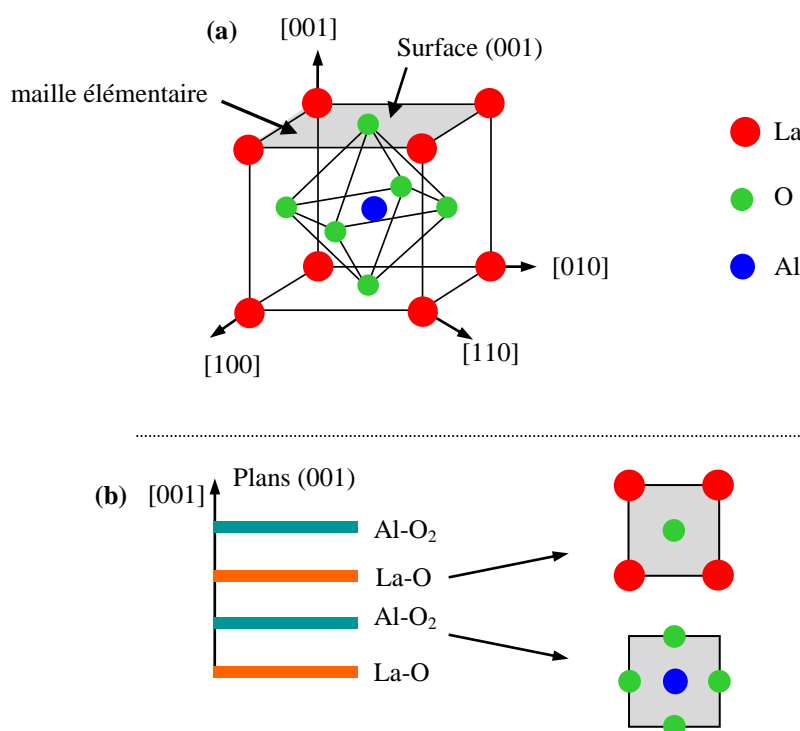 (a)
[001]
Surface (001)
maille élémentaire
La
O
Al
[010]
[110]
[100]
(b)
[001]
Plans (001)
Al-O₂
La-O
Al-O₂
La-O